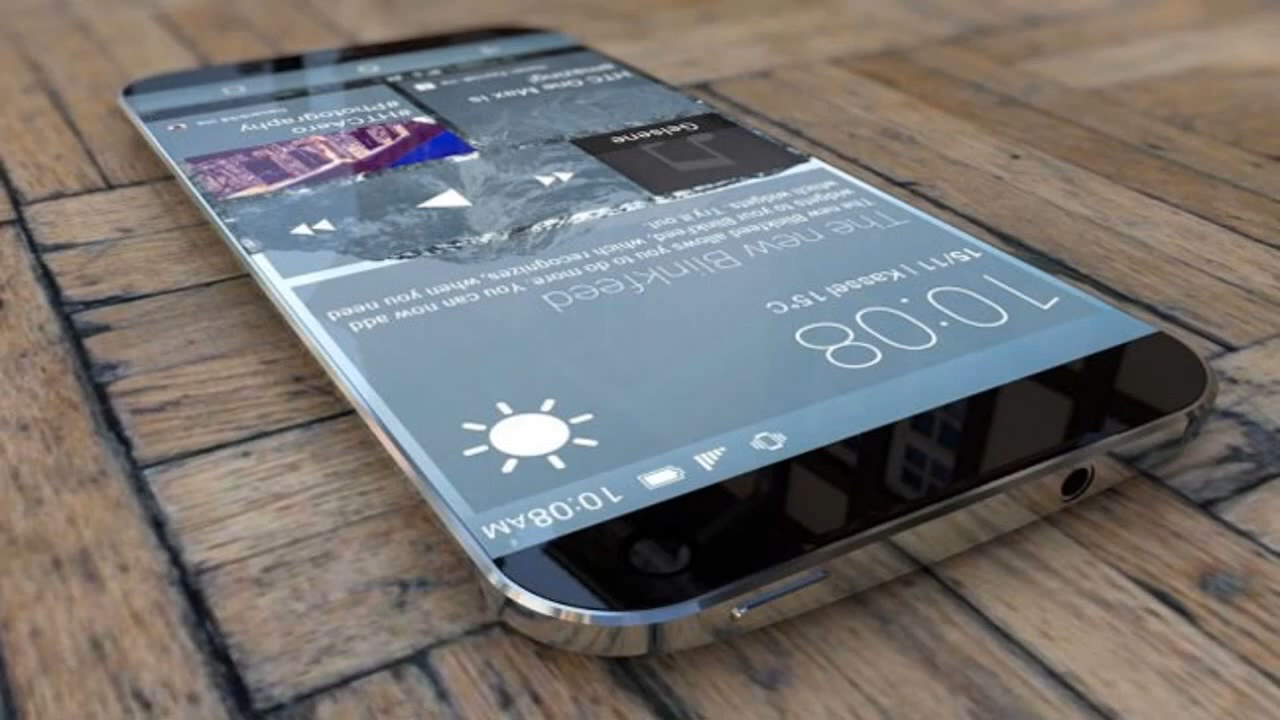 10:08AM
10:08
15/11 | Kassel 15°C
The new Blinkfeed
The new Blinkfeed allows you to do more. You can now add
widgets to your Blinkfeed, which recognizes, when you need
which widgets. Try it out.
Gelsene
HTC One Max is
amazing!
#HTCAero
#Photography